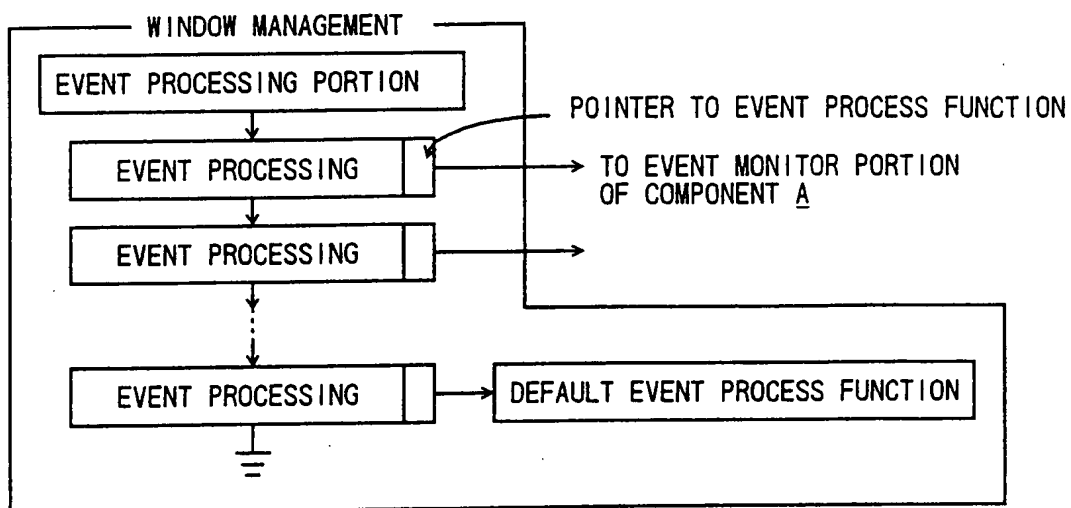 WINDOW MANAGEMENT
EVENT PROCESSING PORTION
POINTER TO EVENT PROCESS FUNCTION
EVENT PROCESSING
TO EVENT MONITOR PORTION
OF COMPONENT A
EVENT PROCESSING
EVENT PROCESSING
DEFAULT EVENT PROCESS FUNCTION